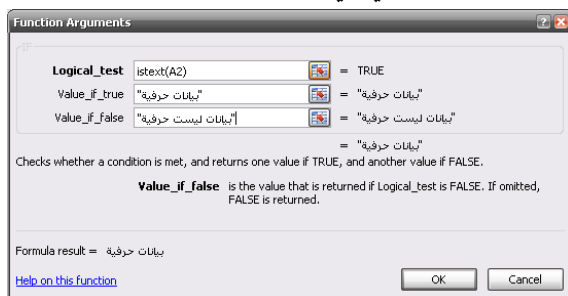 Function Arguments
IF
Logical_test istext(A2) = TRUE
Value_if_true "بيانات حرفية" = "بيانات حرفية"
Value_if_false "بيانات ليست حرفية" = "بيانات ليست حرفية"
= "بيانات حرفية"
Checks whether a condition is met, and returns one value if TRUE, and another value if FALSE.
Value_if_false is the value that is returned if Logical_test is FALSE. If omitted,
FALSE is returned.
Formula result = بيانات حرفية
Help on this function OK Cancel